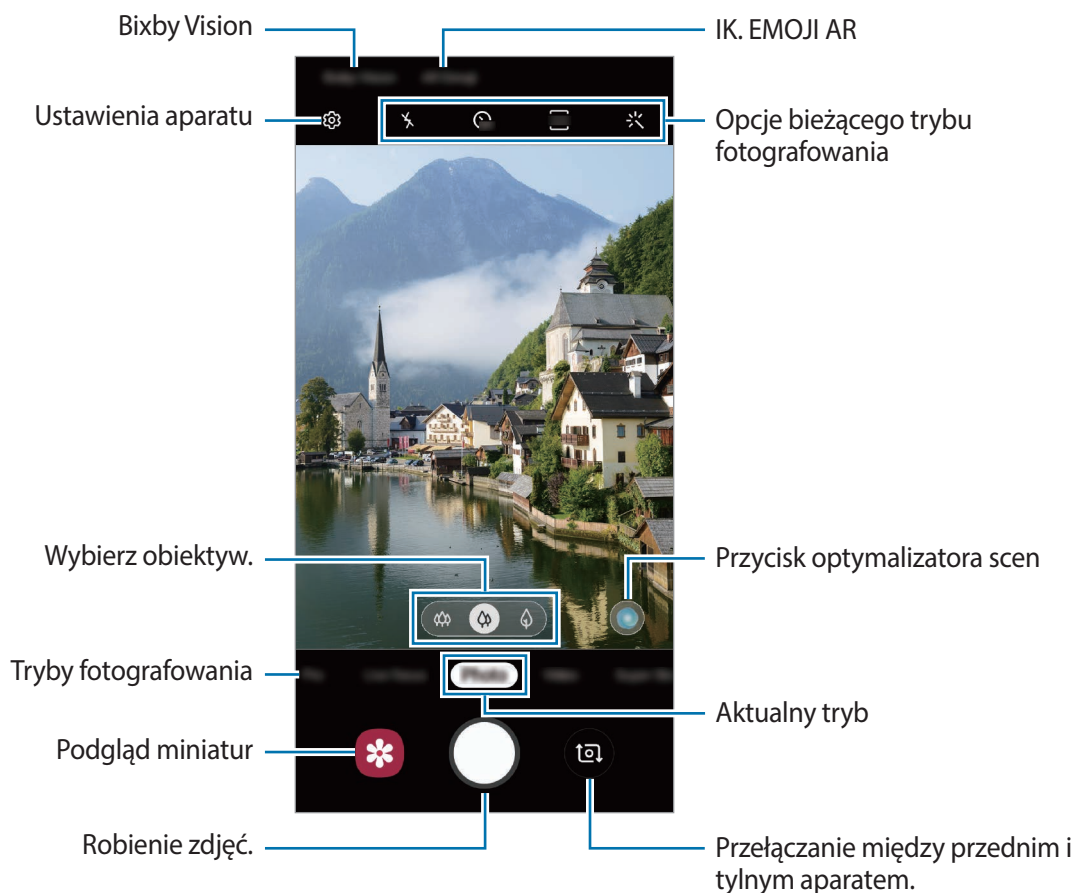 Bixby Vision
IK. EMOJI AR
Ustawienia aparatu
Opcje bieżącego trybu
fotografowania
Wybierz obiektyw.
Przycisk optymalizatora scen
Tryby fotografowania
Aktualny tryb
Podgląd miniatur
Robienie zdjęć.
Przełączanie między przednim i
tylnym aparatem.